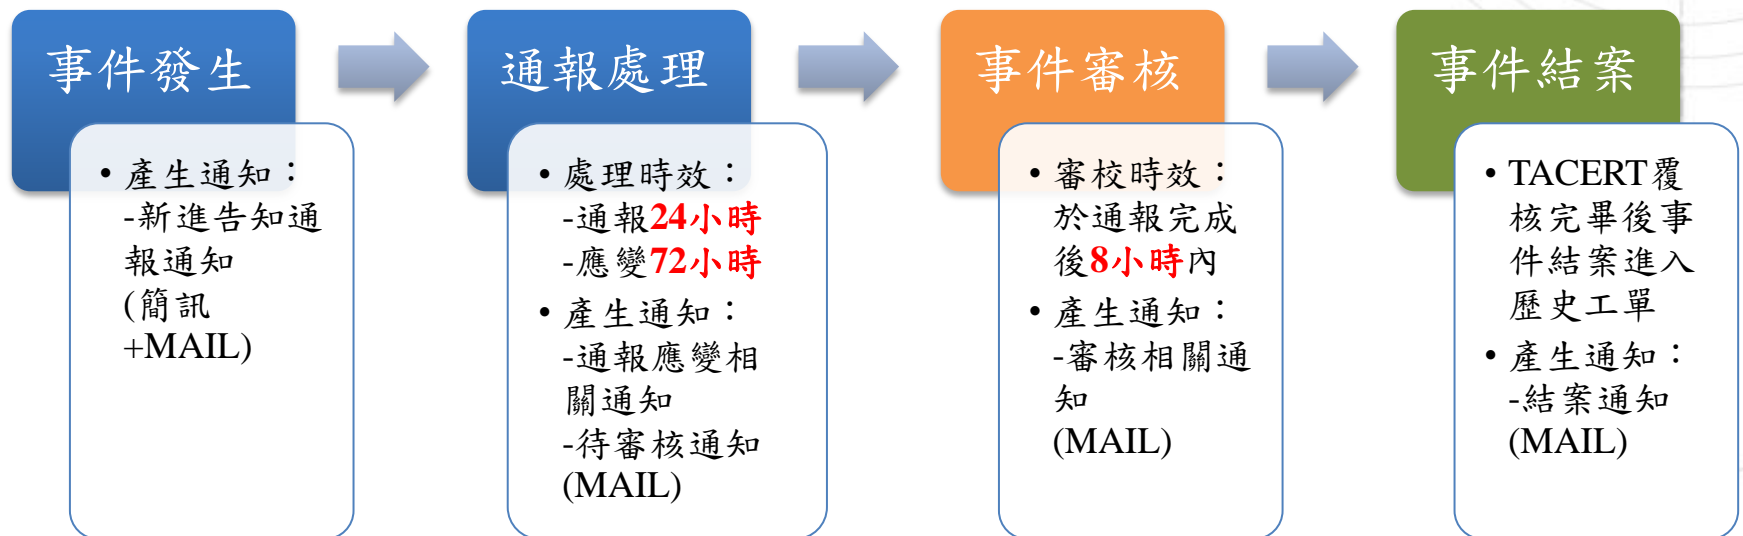 事件發生
• 產生通知：
-新進告知通
報通知
(簡訊
+MAIL)
通報處理
• 處理時效：
-通報24小時
-應變72小時
• 產生通知：
-通報應變相
關通知
-待審核通知
(MAIL)
事件審核
• 審校時效：
於通報完成
後8小時內
• 產生通知：
-審核相關通
知
(MAIL)
事件結案
• TACERT覆
核完畢後事
件結案進入
歷史工單
• 產生通知：
-結案通知
(MAIL)